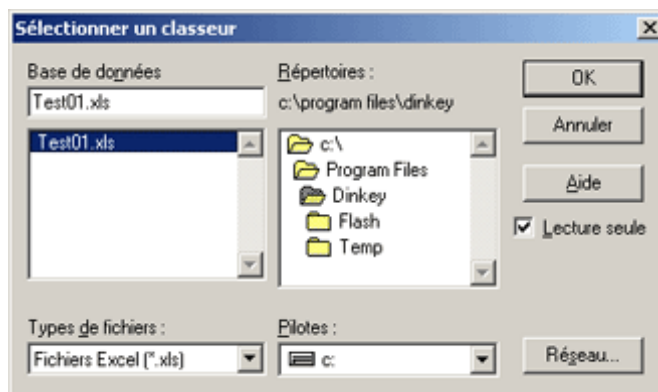 Sélectionner un classeur
Base de données
Test01.xls
Test01.xls
Répertoires :
c:\program files\dinkey
c:\
Program Files
Dinkey
Flash
Temp
OK
Annuler
Aide
Lecture seule
Types de fichiers :
Fichiers Excel (*.xls)
Pilotes :
c:
Réseau...